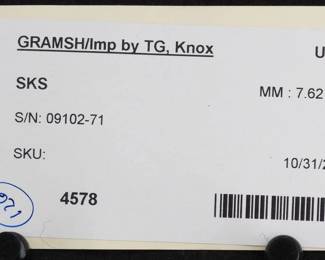 GRAMSH/Imp by TG, Knox U
SKS MM : 7.62
S/N: 09102-71
SKU: 10/31/2
4578